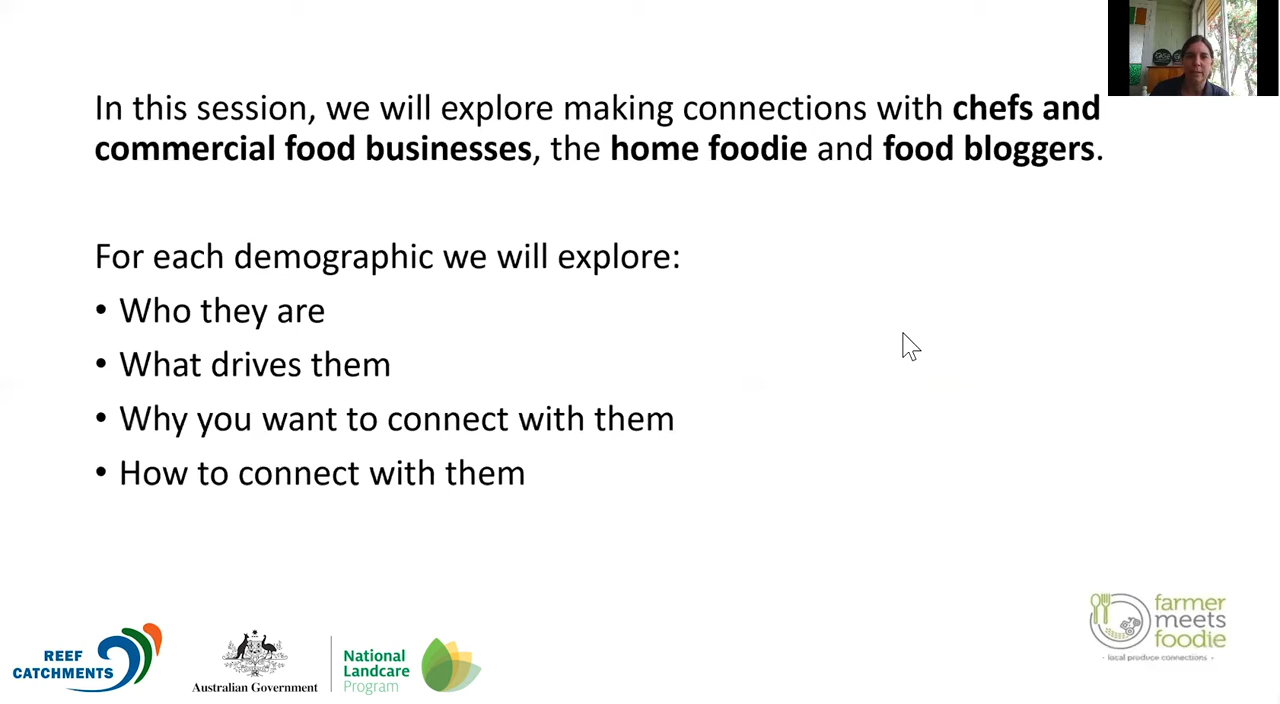 In this session, we will explore making connections with chefs and
commercial food businesses, the home foodie and food bloggers.
For each demographic we will explore:
• Who they are
• What drives them
• Why you want to connect with them
• How to connect with them
REEF
CATCHMENTS
Australian Government
National
Landcare
Program
farmer
meets
foodie
- local produce connections -